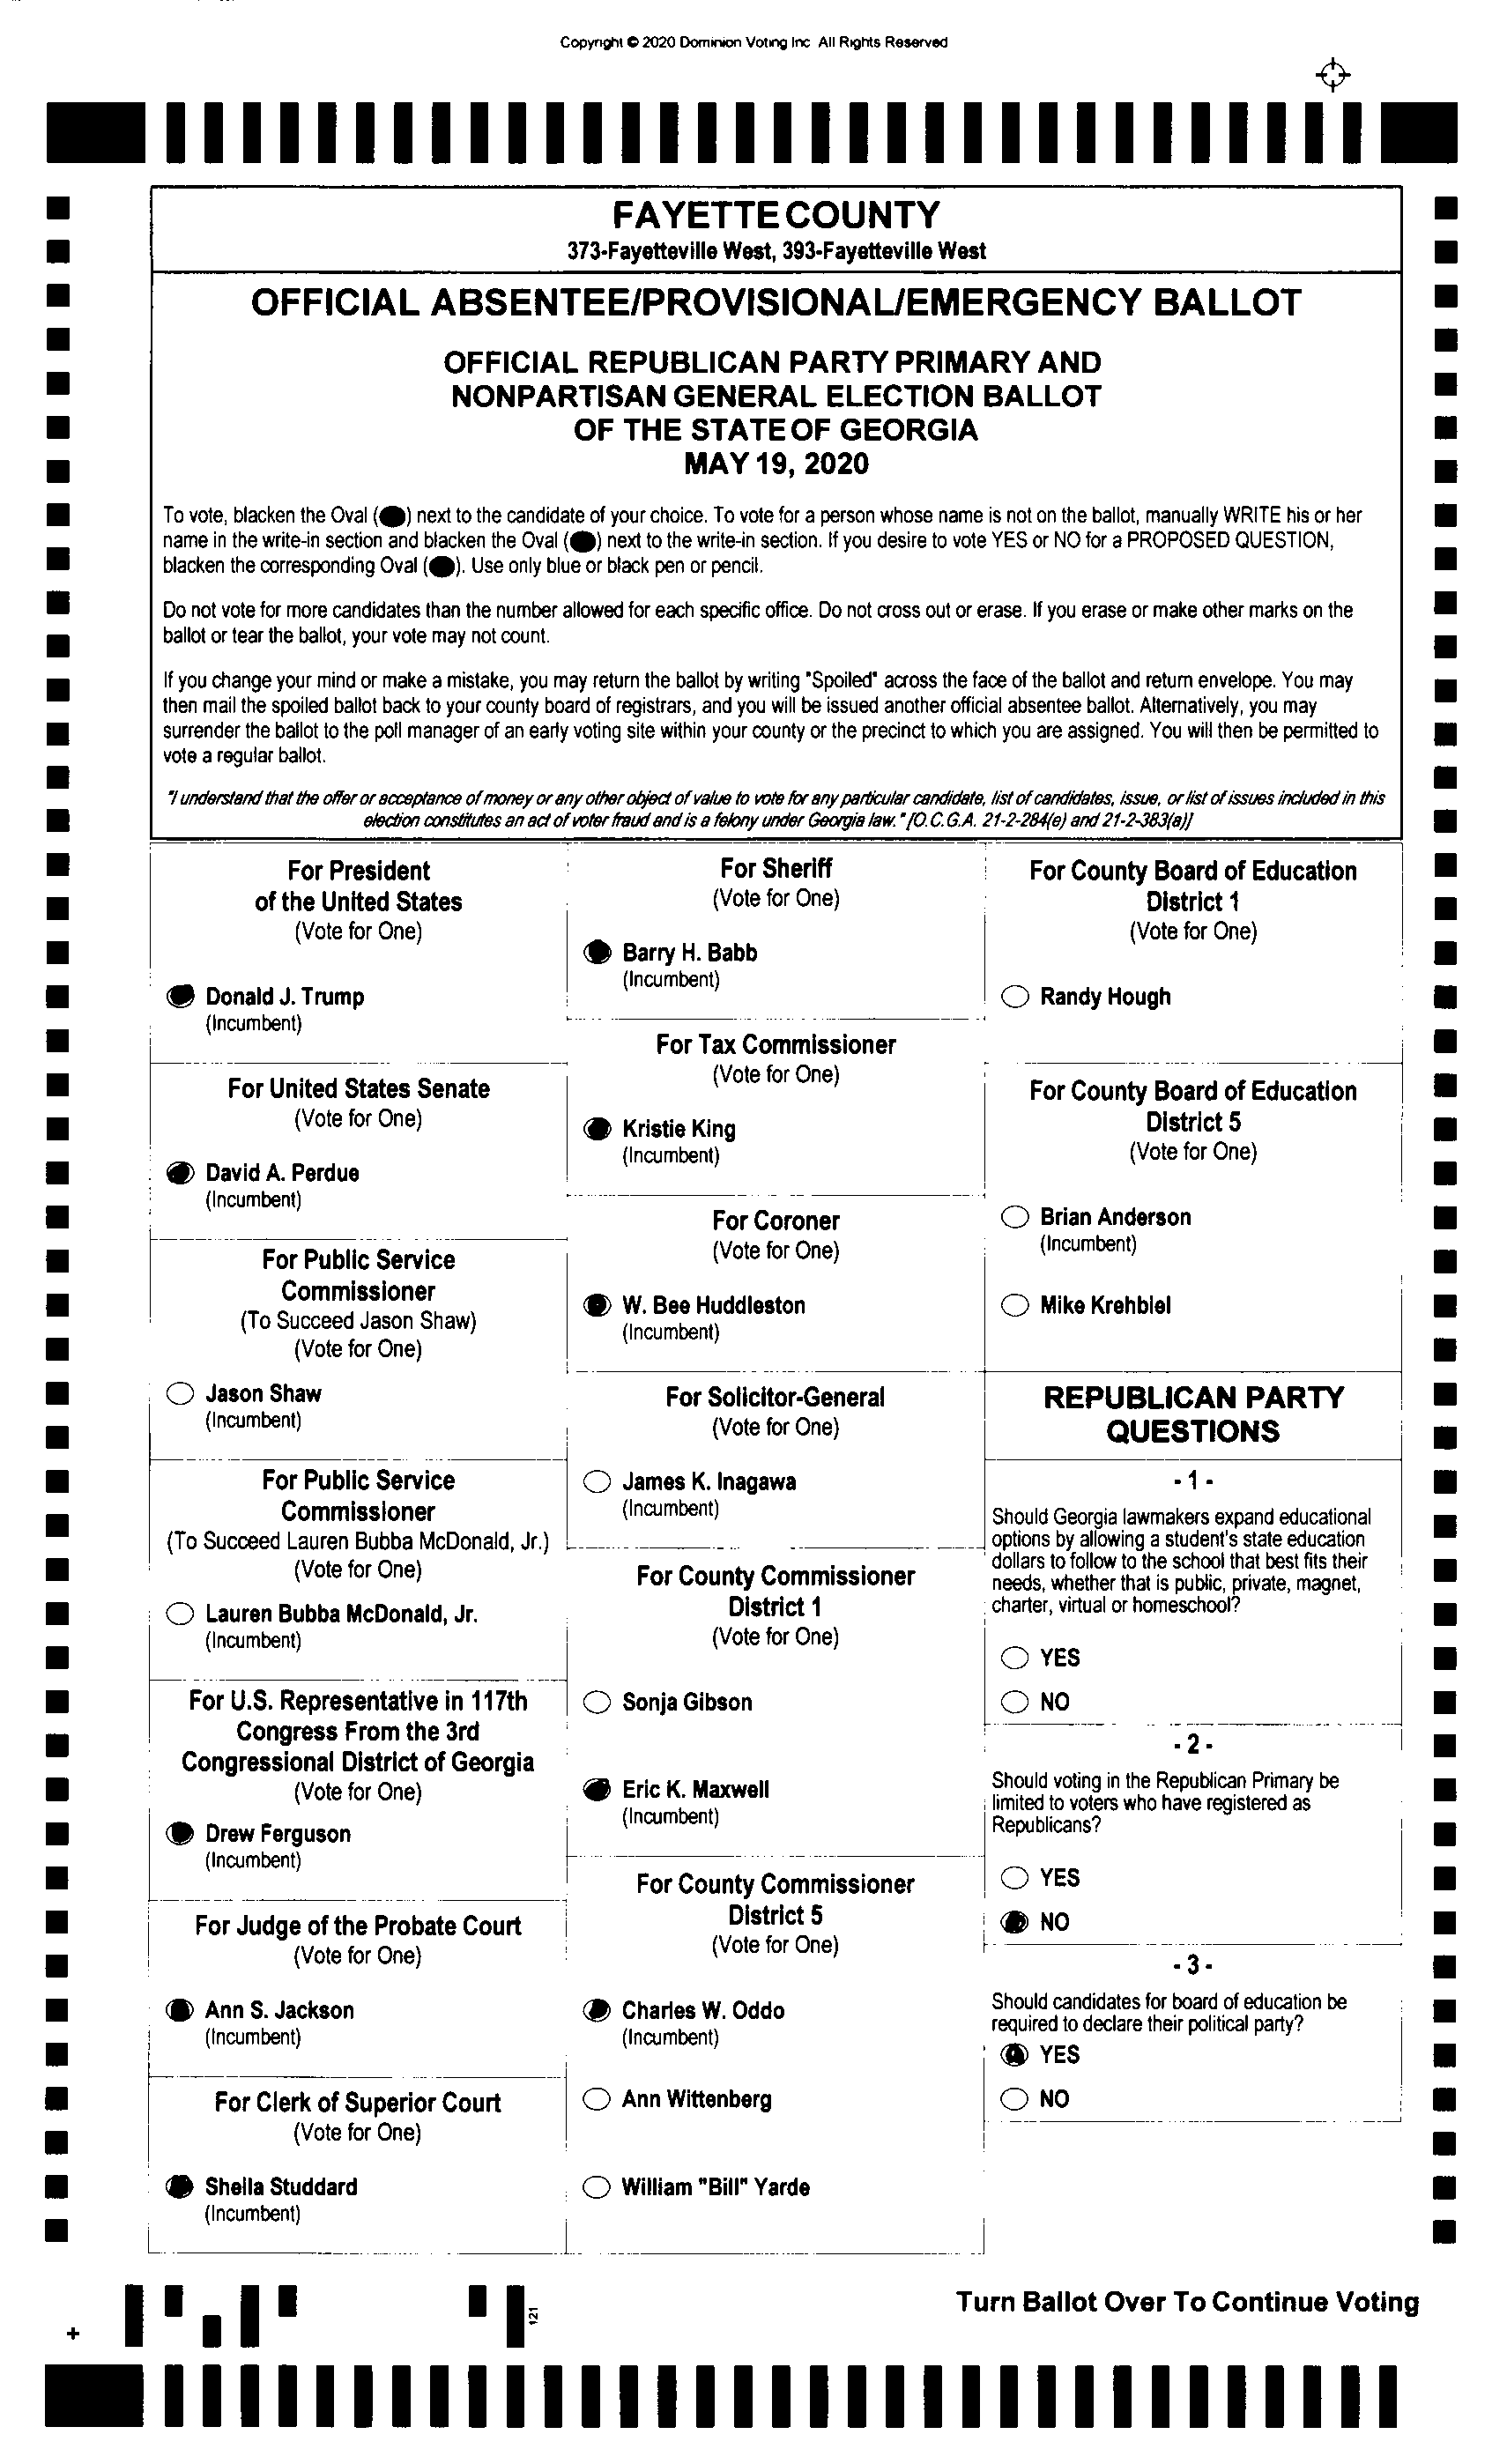 Copyright © 2020 Dominion Voting Inc All Rights Reserved
FAYETTE COUNTY
373-Fayetteville West, 393-Fayetteville West
OFFICIAL ABSENTEE/PROVISIONAL/EMERGENCY BALLOT
OFFICIAL REPUBLICAN PARTY PRIMARY AND
NONPARTISAN GENERAL ELECTION BALLOT
OF THE STATE OF GEORGIA
MAY 19, 2020
To vote, blacken the Oval ( ) next to the candidate of your choice. To vote for a person whose name is not on the ballot, manually WRITE his or her
name in the write-in section and blacken the Oval ( ) next to the write-in section. If you desire to vote YES or NO for a PROPOSED QUESTION,
blacken the corresponding Oval ( ). Use only blue or black pen or pencil.
Do not vote for more candidates than the number allowed for each specific office. Do not cross out or erase. If you erase or make other marks on the
ballot or tear the ballot, your vote may not count.
If you change your mind or make a mistake, you may return the ballot by writing "Spoiled" across the face of the ballot and return envelope. You may
then mail the spoiled ballot back to your county board of registrars, and you will be issued another official absentee ballot. Alternatively, you may
surrender the ballot to the poll manager of an early voting site within your county or the precinct to which you are assigned. You will then be permitted to
vote a regular ballot.
"I understand that the offer or acceptance of money or any other object of value to vote for any particular candidate, list of candidates, issue, or list of issues included in this
election constitutes an act of voter fraud and is a felony under Georgia law." [O.C.G.A. 21-2-284(e) and 21-2-383(a)]
For President
of the United States
(Vote for One)
Donald J. Trump
(Incumbent)
For United States Senate
(Vote for One)
David A. Perdue
(Incumbent)
For Public Service
Commissioner
(To Succeed Jason Shaw)
(Vote for One)
Jason Shaw
(Incumbent)
For Public Service
Commissioner
(To Succeed Lauren Bubba McDonald, Jr.)
(Vote for One)
Lauren Bubba McDonald, Jr.
(Incumbent)
For U.S. Representative in 117th
Congress From the 3rd
Congressional District of Georgia
(Vote for One)
Drew Ferguson
(Incumbent)
For Judge of the Probate Court
(Vote for One)
Ann S. Jackson
(Incumbent)
For Clerk of Superior Court
(Vote for One)
Sheila Studdard
(Incumbent)
For Sheriff
(Vote for One)
Barry H. Babb
(Incumbent)
For Tax Commissioner
(Vote for One)
Kristie King
(Incumbent)
For Coroner
(Vote for One)
W. Bee Huddleston
(Incumbent)
For Solicitor-General
(Vote for One)
James K. Inagawa
(Incumbent)
For County Commissioner
District 1
(Vote for One)
Sonja Gibson
Eric K. Maxwell
(Incumbent)
For County Commissioner
District 5
(Vote for One)
Charles W. Oddo
(Incumbent)
Ann Wittenberg
William "Bill" Yarde
For County Board of Education
District 1
(Vote for One)
Randy Hough
For County Board of Education
District 5
(Vote for One)
Brian Anderson
(Incumbent)
Mike Krehbiel
REPUBLICAN PARTY
QUESTIONS
- 1 -
Should Georgia lawmakers expand educational
options by allowing a student's state education
dollars to follow to the school that best fits their
needs, whether that is public, private, magnet,
charter, virtual or homeschool?
YES
NO
- 2 -
Should voting in the Republican Primary be
limited to voters who have registered as
Republicans?
YES
NO
- 3 -
Should candidates for board of education be
required to declare their political party?
YES
NO
121
Turn Ballot Over To Continue Voting
+